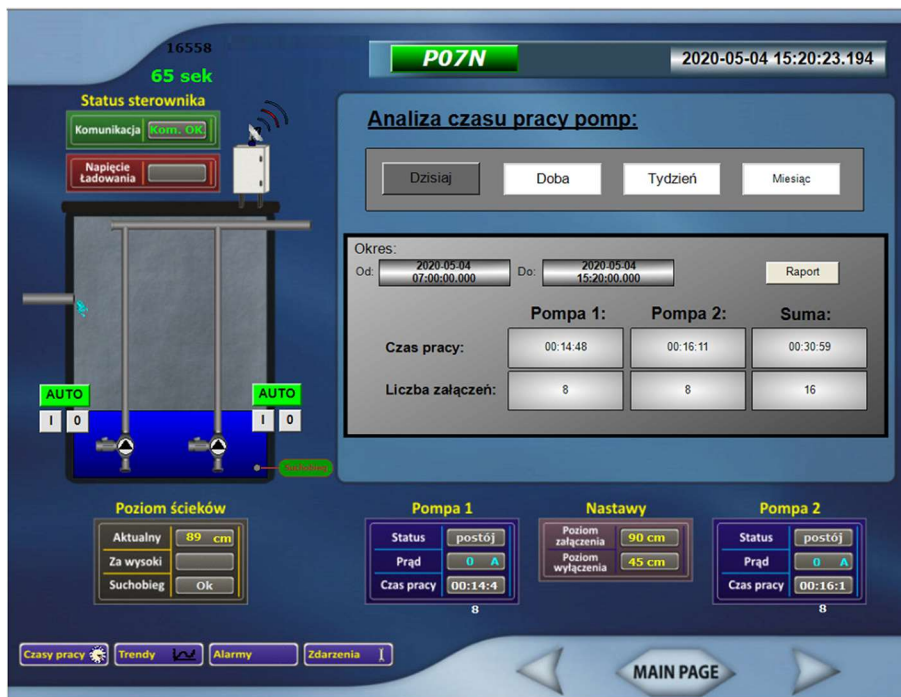 16558
65 sek
P07N
2020-05-04 15:20:23.194
Status sterownika
Komunikacja Kom. OK
Napięcie
Ładowania
Analiza czasu pracy pomp:
Dzisiaj Doba Tydzień Miesiąc
Okres:
Od: 2020-05-04
07:00:00.000
Do: 2020-05-04
15:20:00.000
Raport
Pompa 1: Pompa 2: Suma:
Czas pracy: 00:14:48 00:16:11 00:30:59
Liczba załączeń: 8 8 16
AUTO
I 0
AUTO
I 0
Suchobieg
Poziom ścieków
Aktualny 89 cm
Za wysoki
Suchobieg Ok
Pompa 1
Status postój
Prąd 0 A
Czas pracy 00:14:4
8
Nastawy
Poziom
załączenia 90 cm
Poziom
wyłączenia 45 cm
Pompa 2
Status postój
Prąd 0 A
Czas pracy 00:16:1
8
Czasy pracy Trendy Alarmy Zdarzenia
MAIN PAGE